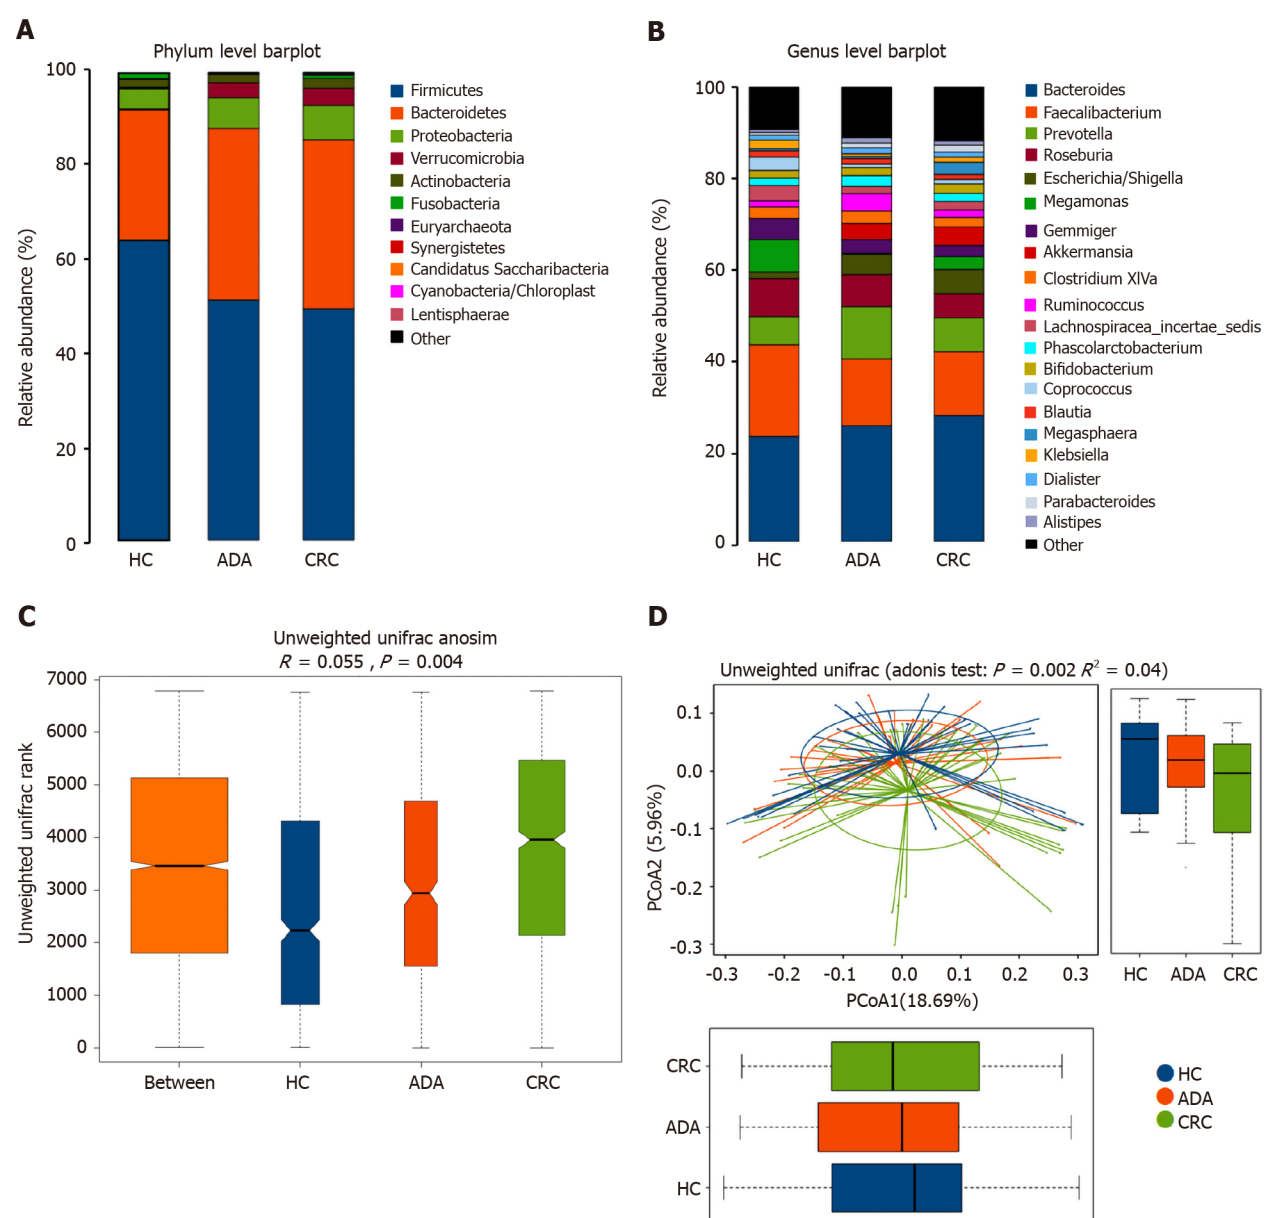 A
Phylum level barplot
Relative abundance (%)
100
80
60
40
20
0
HC
ADA
CRC
Firmicutes
Bacteroidetes
Proteobacteria
Verrucomicrobia
Actinobacteria
Fusobacteria
Euryarchaeota
Synergistetes
Candidatus Saccharibacteria
Cyanobacteria/Chloroplast
Lentisphaerae
Other
B
Genus level barplot
Relative abundance (%)
100
80
60
40
20
0
HC
ADA
CRC
Bacteroides
Faecalibacterium
Prevotella
Roseburia
Escherichia/Shigella
Megamonas
Gemmiger
Akkermansia
Clostridium XlVa
Ruminococcus
Lachnospiracea_incertae_sedis
Phascolarctobacterium
Bifidobacterium
Coprococcus
Blautia
Megasphaera
Klebsiella
Dialister
Parabacteroides
Alistipes
Other
C
Unweighted unifrac anosim
R = 0.055 , P = 0.004
Unweighted unifrac rank
7000
6000
5000
4000
3000
2000
1000
0
Between
HC
ADA
CRC
D
Unweighted unifrac (adonis test: P = 0.002 R² = 0.04)
PCoA2 (5.96%)
0.1
0.0
-0.1
-0.2
-0.3
-0.3
-0.2
-0.1
0.0
0.1
0.2
0.3
PCoA1(18.69%)
HC
ADA
CRC
CRC
ADA
HC
HC
ADA
CRC